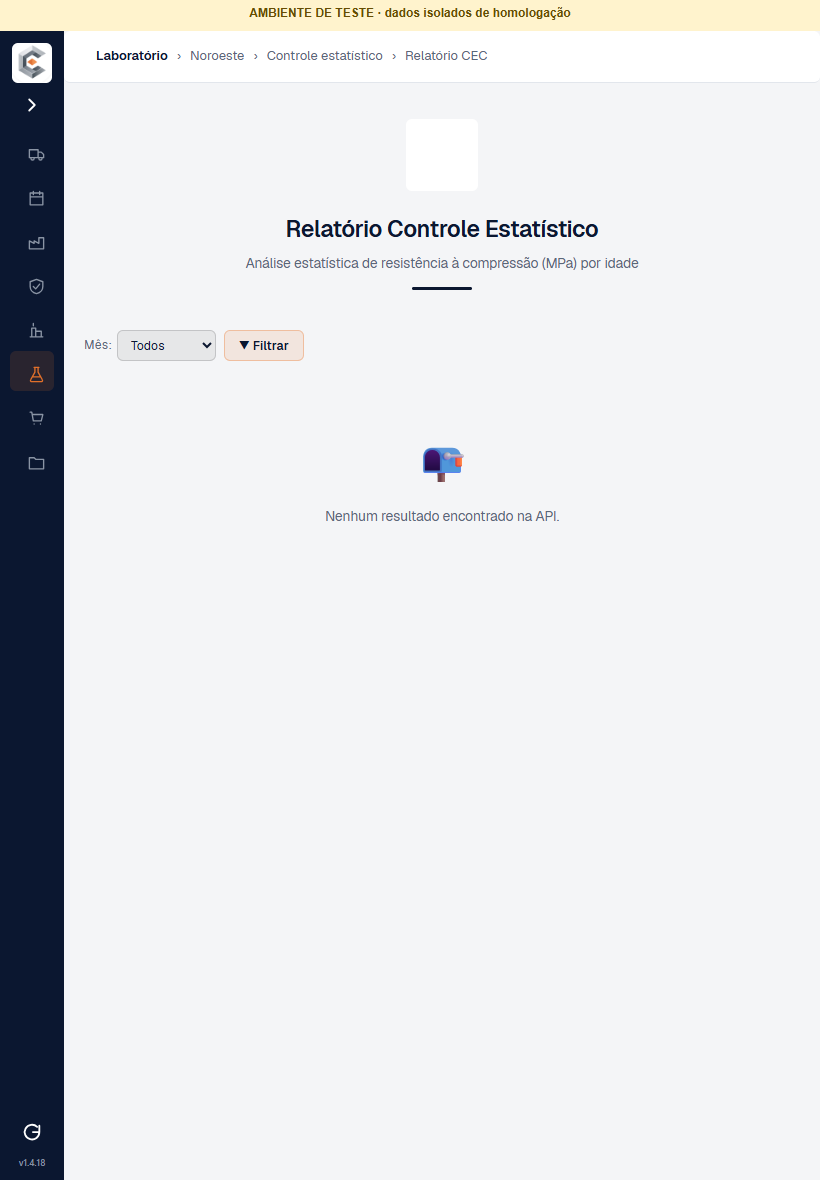 AMBIENTE DE TESTE · dados isolados de homologação
Laboratório › Noroeste › Controle estatístico › Relatório CEC
Relatório Controle Estatístico
Análise estatística de resistência à compressão (MPa) por idade
Mês: Todos ▼ Filtrar
Nenhum resultado encontrado na API.
v1.4.18